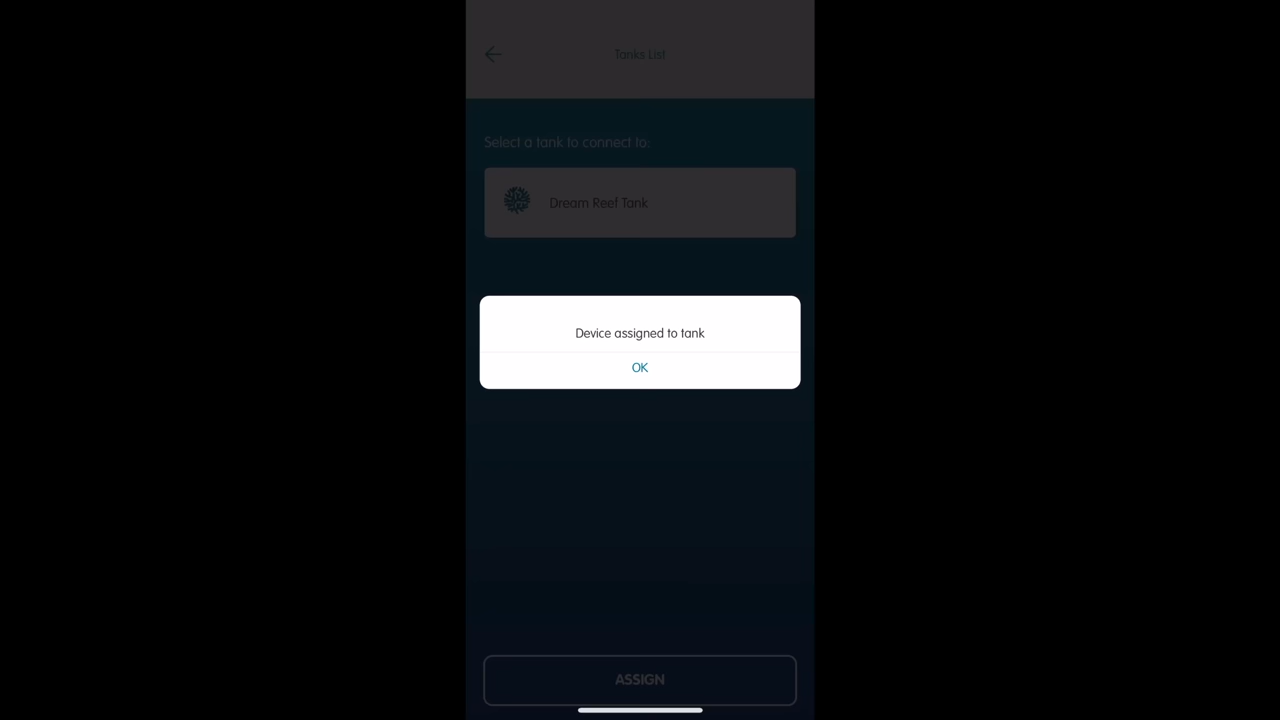 Tanks List
Select a tank to connect to:
Dream Reef Tank
Device assigned to tank
OK
ASSIGN